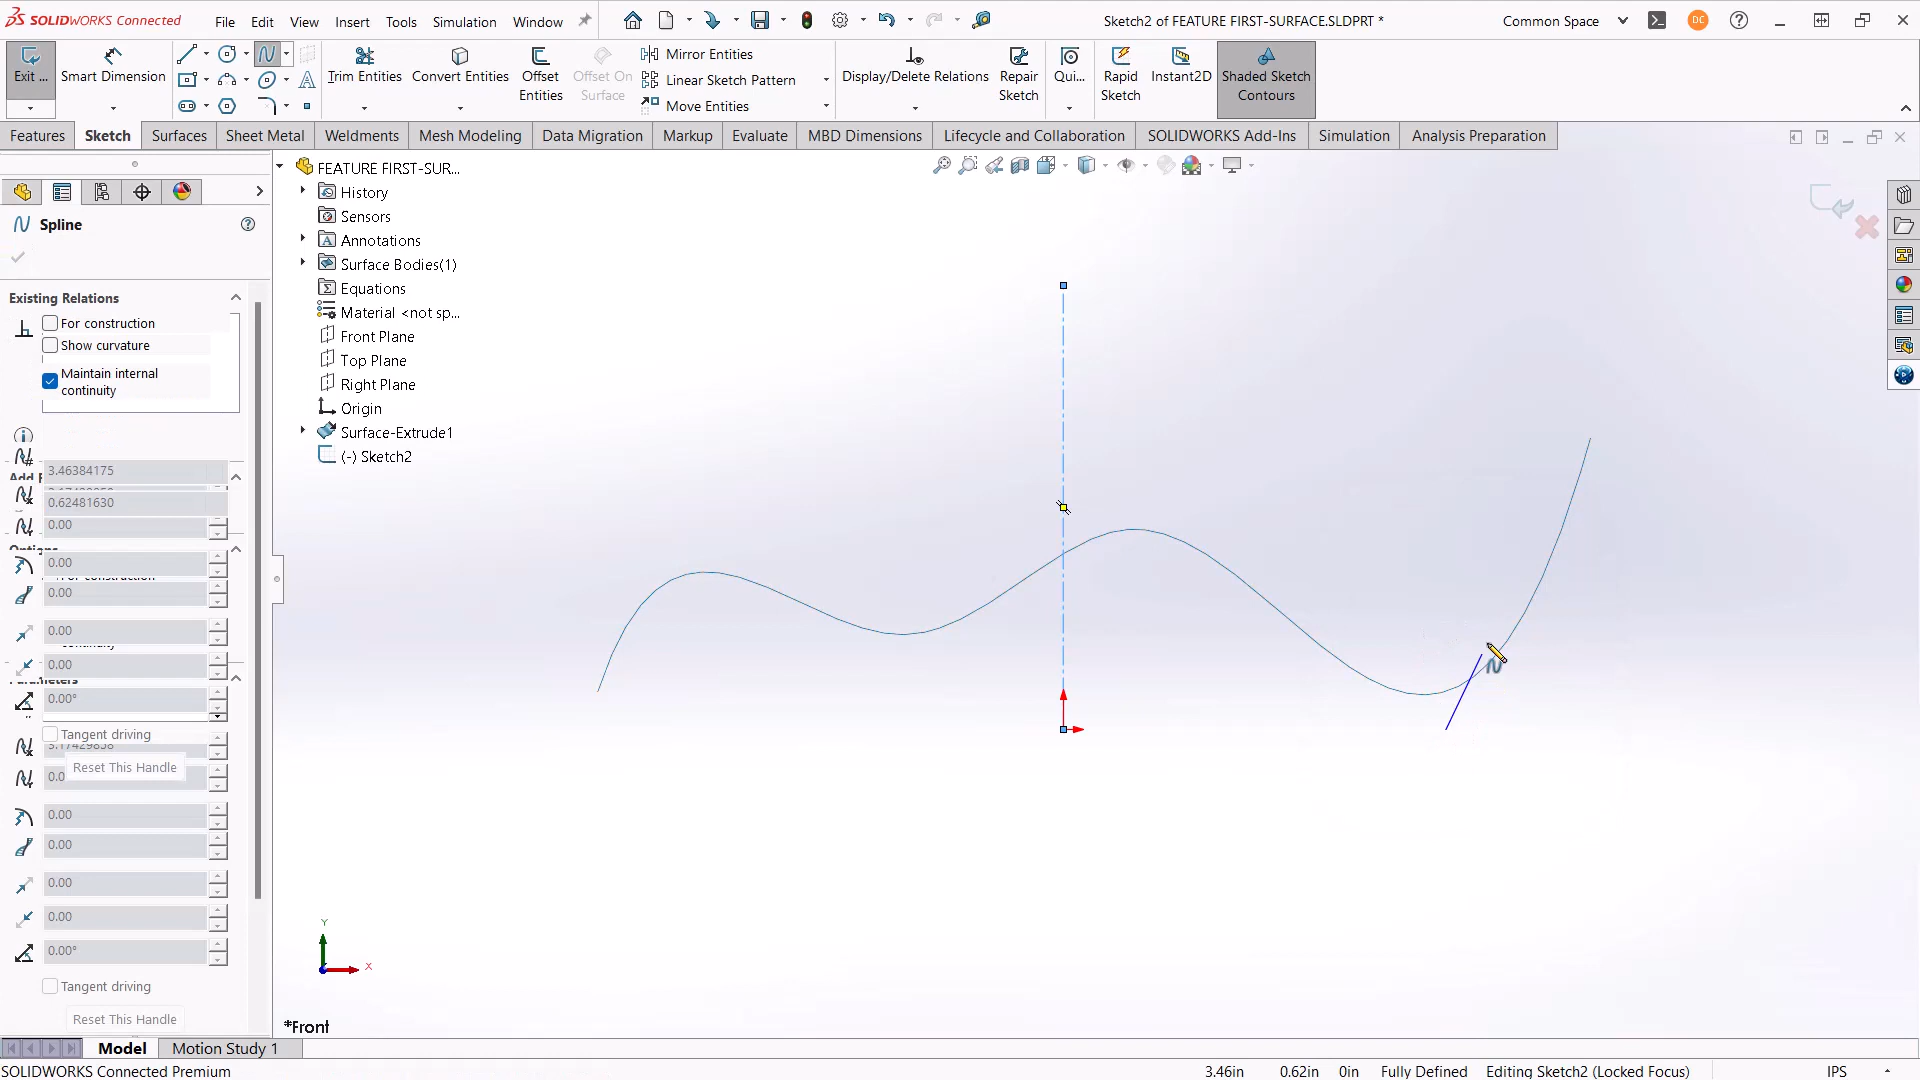 SOLIDWORKS Connected
File Edit View Insert Tools Simulation Window
Sketch2 of FEATURE FIRST-SURFACE.SLDPRT *
Common Space
DC
Exit ...
Smart Dimension
Trim Entities
Convert Entities
Offset Entities
Offset On Surface
Mirror Entities
Linear Sketch Pattern
Move Entities
Display/Delete Relations
Repair Sketch
Qui...
Rapid Sketch
Instant2D
Shaded Sketch Contours
Features Sketch Surfaces Sheet Metal Weldments Mesh Modeling Data Migration Markup Evaluate MBD Dimensions Lifecycle and Collaboration SOLIDWORKS Add-Ins Simulation Analysis Preparation
Spline
Existing Relations
For construction
Show curvature
Maintain internal
continuity
3.46384175
0.62481630
0.00
Options
0.00
0.00
0.00
0.00
Parameters
0.00°
Tangent driving
Reset This Handle
0.00
0.00
0.00
0.00
0.00°
Tangent driving
Reset This Handle
FEATURE FIRST-SUR...
History
Sensors
Annotations
Surface Bodies(1)
Equations
Material <not sp...
Front Plane
Top Plane
Right Plane
Origin
Surface-Extrude1
(-) Sketch2
Y
X
*Front
Model Motion Study 1
SOLIDWORKS Connected Premium
3.46in 0.62in 0in Fully Defined Editing Sketch2 (Locked Focus) IPS